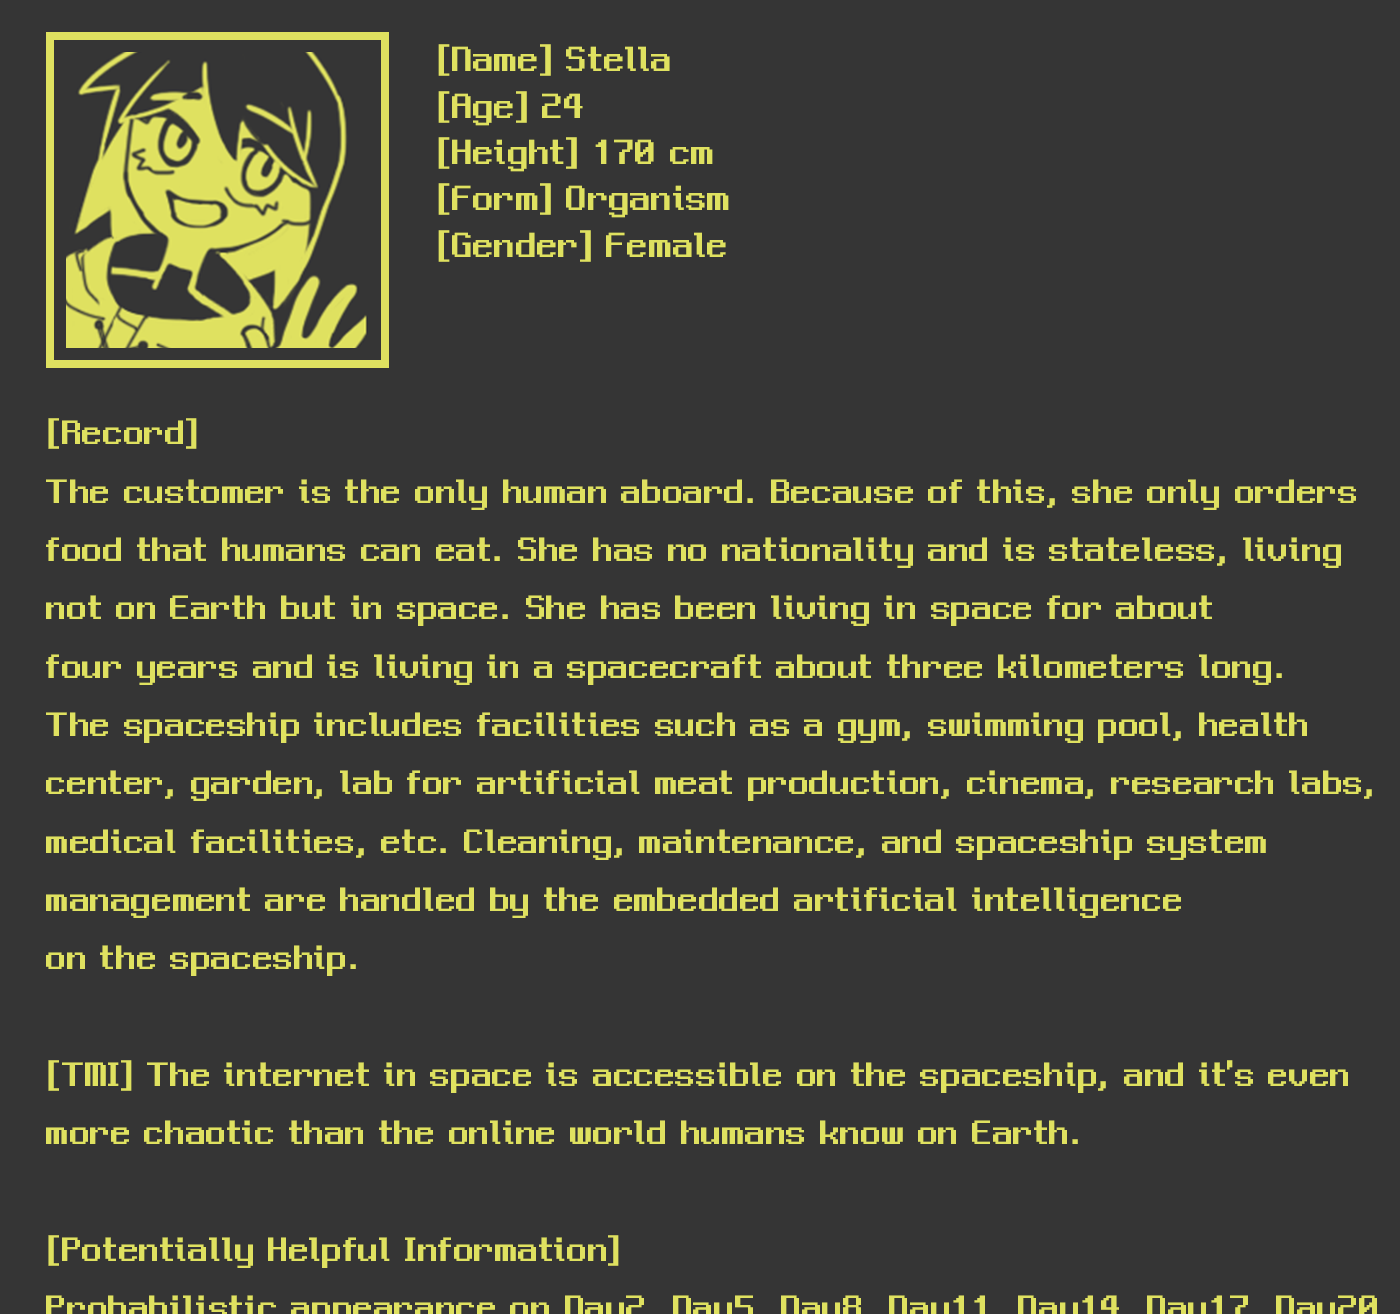 [Name] Stella
[Age] 24
[Height] 170 cm
[Form] Organism
[Gender] Female
[Record]
The customer is the only human aboard. Because of this, she only orders
food that humans can eat. She has no nationality and is stateless, living
not on Earth but in space. She has been living in space for about
four years and is living in a spacecraft about three kilometers long.
The spaceship includes facilities such as a gym, swimming pool, health
center, garden, lab for artificial meat production, cinema, research labs,
medical facilities, etc. Cleaning, maintenance, and spaceship system
management are handled by the embedded artificial intelligence
on the spaceship.
[TMI] The internet in space is accessible on the spaceship, and it's even
more chaotic than the online world humans know on Earth.
[Potentially Helpful Information]
Probabilistic appearance on Day2, Day5, Day8, Day11, Day14, Day17, Day20